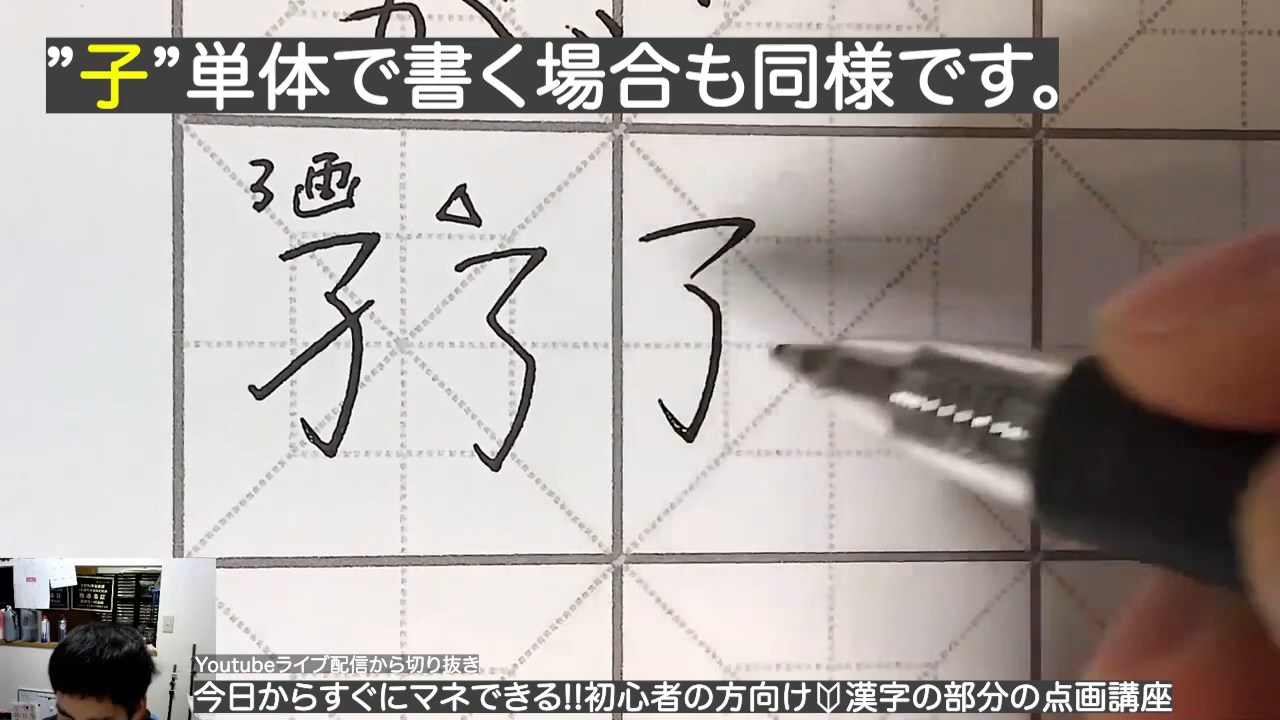 ”子”単体で書く場合も同様です。
3画
孑 了 了
Youtubeライブ配信から切り抜き
今日からすぐにマネできる!!初心者の方向け🔰漢字の部分の点画講座